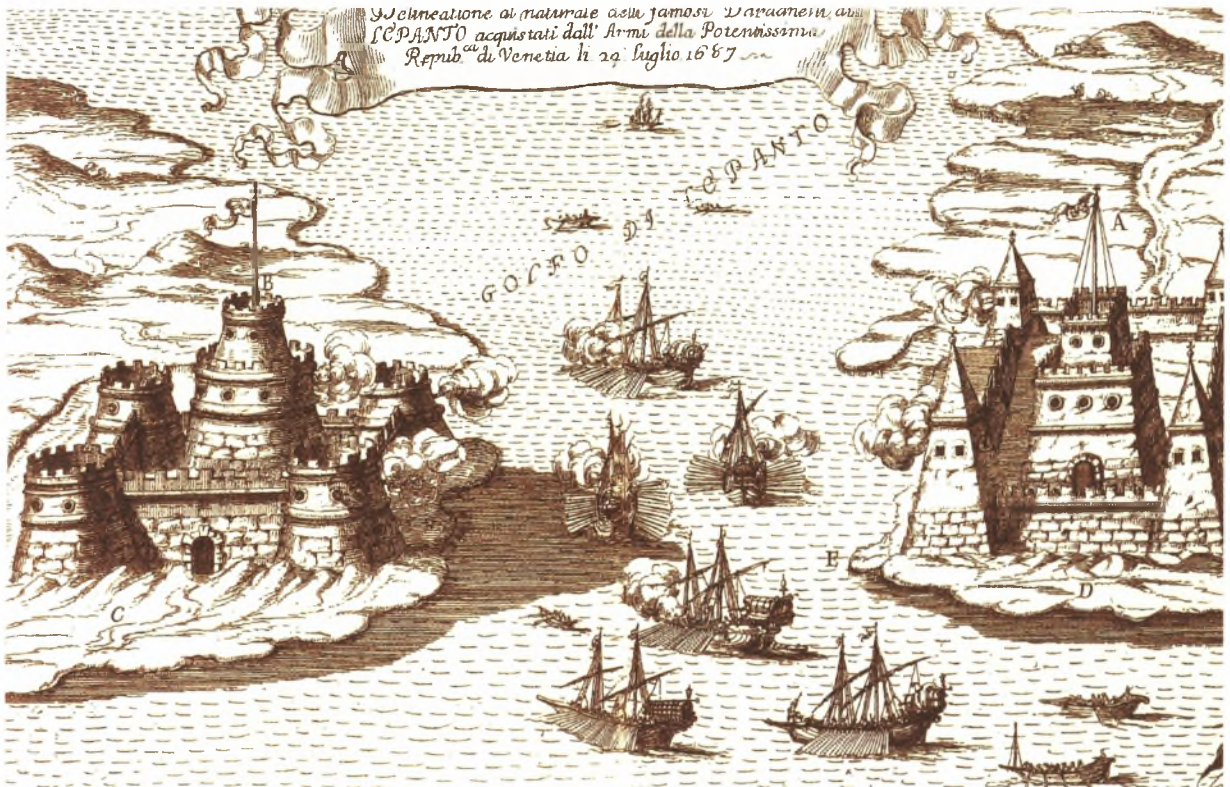 Delineatione al naturale delli famosi Dardanelli di
LEPANTO acquistati dall' Armi della Potentissima
Repub.ca di Venetia li 24 Luglio 1687
GOLFO DI LEPANTO
A
B
E
D
C